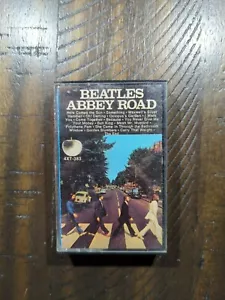 BEATLES
ABBEY ROAD
Here Comes the Sun • Something • Maxwell's Silver
Hammer • Oh! Darling • Octopus's Garden • I Want
You • Come Together • Because • You Never Give Me
Your Money • Sun King • Mean Mr. Mustard
Polythene Pam • She Came In Through the Bathroom
Window • Golden Slumbers • Carry That Weight
The End
4XT-383